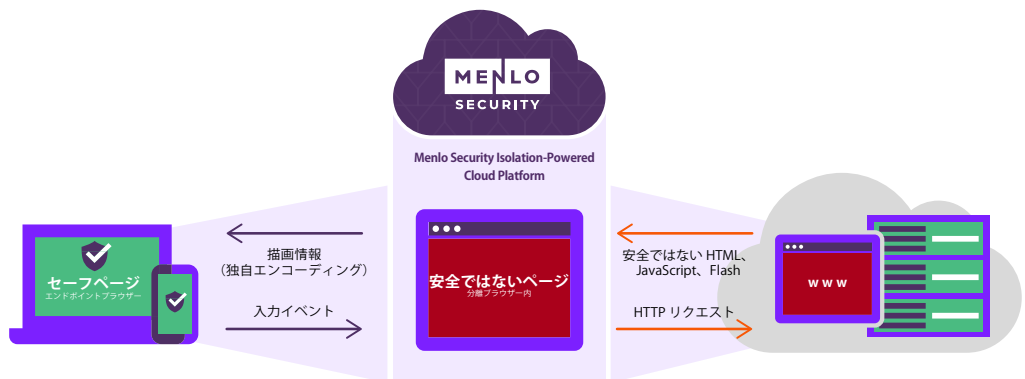 MENLO
SECURITY
Menlo Security Isolation-Powered
Cloud Platform
セーフページ
エンドポイントブラウザー
描画情報
（独自エンコーディング）
入力イベント
安全ではないページ
分離ブラウザー内
安全ではない HTML、
JavaScript、Flash
HTTP リクエスト
W W W